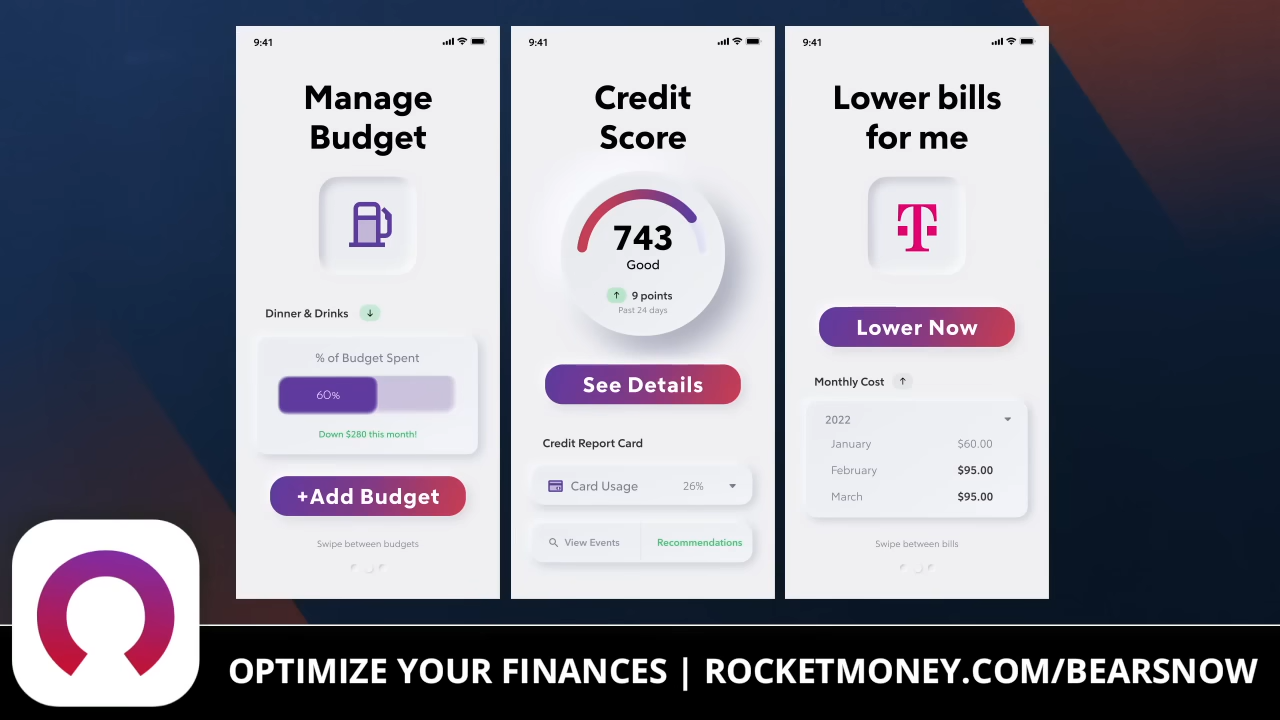 9:41
Manage
Budget
Dinner & Drinks
% of Budget Spent
60%
Down $280 this month!
+Add Budget
Swipe between budgets
9:41
Credit
Score
743
Good
9 points
Past 24 days
See Details
Credit Report Card
Card Usage 26%
View Events Recommendations
9:41
Lower bills
for me
T
Lower Now
Monthly Cost
2022
January $60.00
February $95.00
March $95.00
Swipe between bills
OPTIMIZE YOUR FINANCES | ROCKETMONEY.COM/BEARSNOW